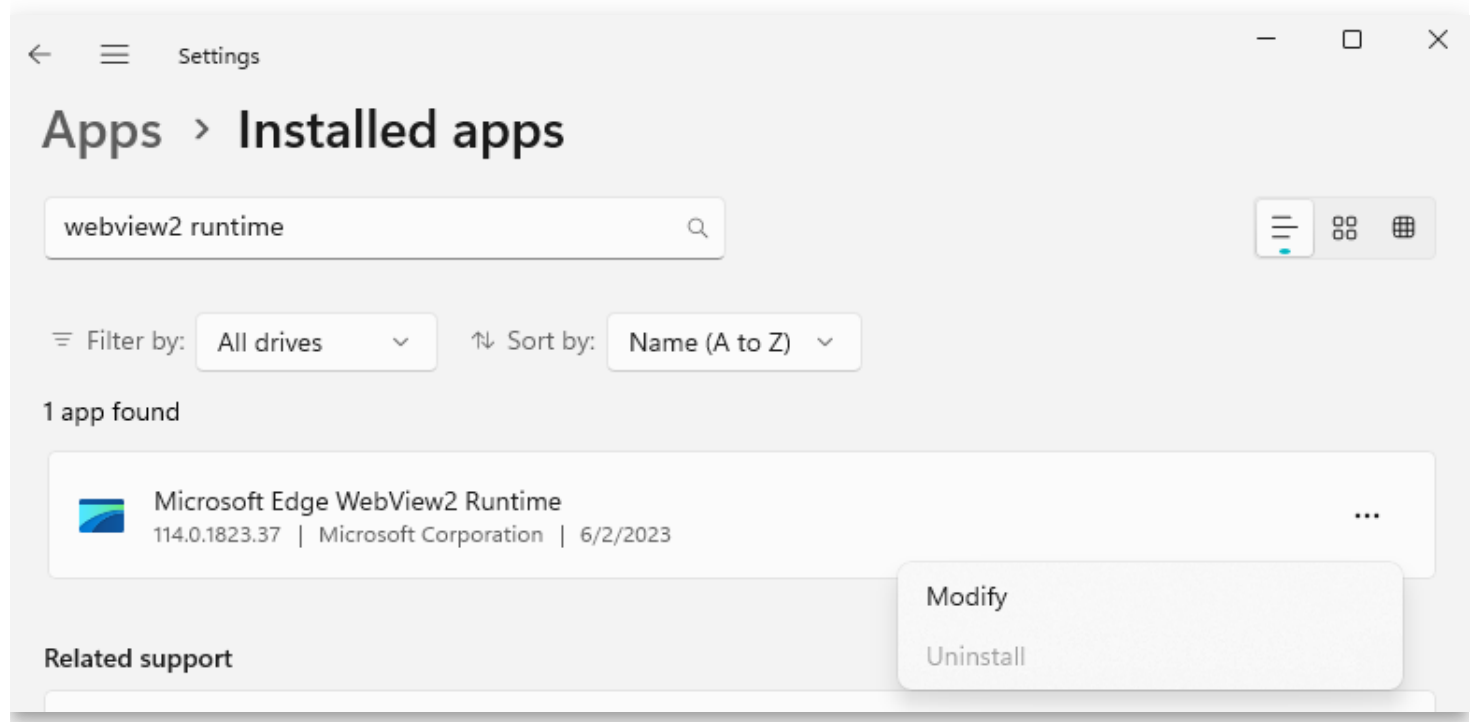 Settings
Apps > Installed apps
webview2 runtime
Filter by: All drives Sort by: Name (A to Z)
1 app found
Microsoft Edge WebView2 Runtime
114.0.1823.37 | Microsoft Corporation | 6/2/2023
Modify
Uninstall
Related support